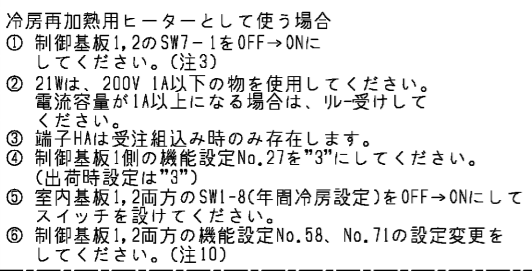 冷房再加熱用ヒーターとして使う場合
① 制御基板1,2のSW7-1をOFF→ONに
してください。(注3)
② 21Wは、200V 1A以下の物を使用してください。
電流容量が1A以上になる場合は、リレー受けして
ください。
③ 端子HAは受注組込み時のみ存在します。
④ 制御基板1側の機能設定No.27を"3"にしてください。
(出荷時設定は"3")
⑤ 室内基板1,2両方のSW1-8(年間冷房設定)をOFF→ONにして
スイッチを設けてください。
⑥ 制御基板1,2両方の機能設定No.58、No.71の設定変更を
してください。(注10)